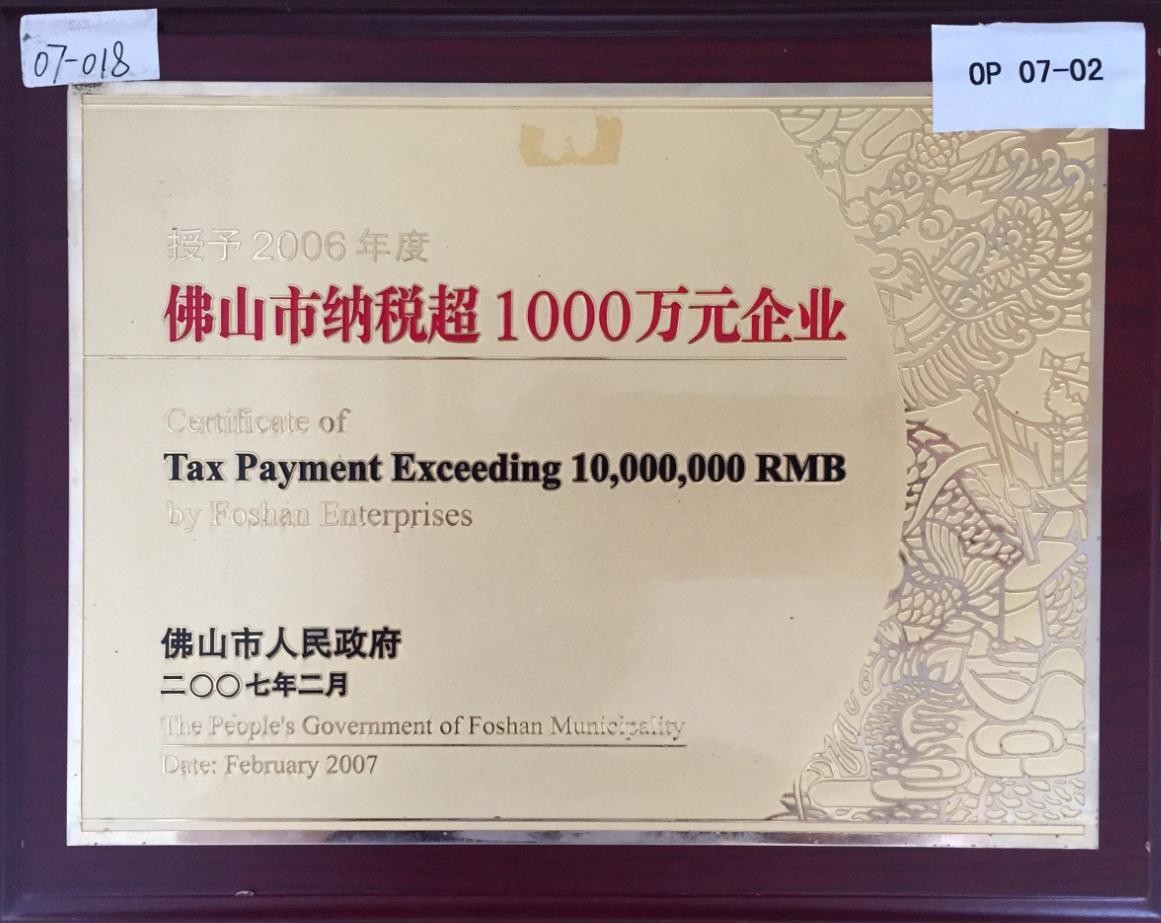 07-018
OP 07-02
授予2006年度
佛山市纳税超1000万元企业
Certificate of
Tax Payment Exceeding 10,000,000 RMB
by Foshan Enterprises
佛山市人民政府
二〇〇七年二月
The People's Government of Foshan Municipality
Date: February 2007